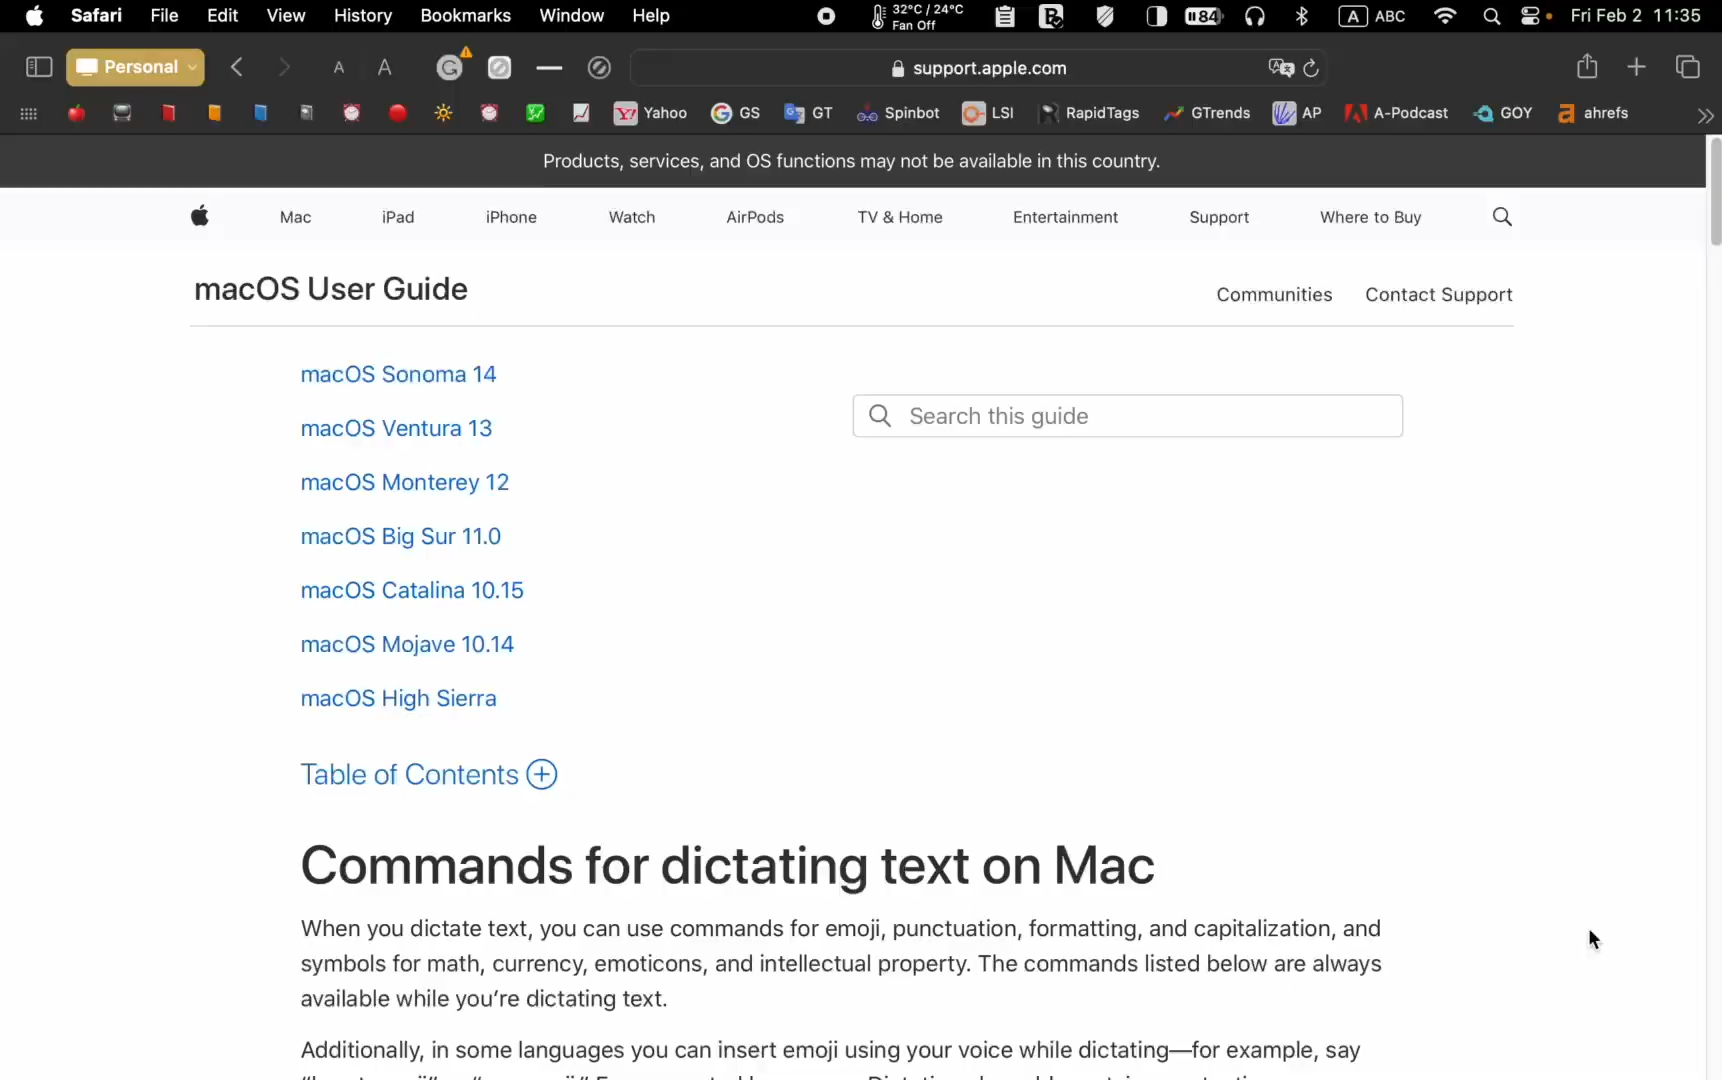 Safari File Edit View History Bookmarks Window Help 32°C / 24°C Fan Off 84 A ABC Fri Feb 2 11:35
Personal A A support.apple.com
Yahoo GS GT Spinbot LSI RapidTags GTrends AP A-Podcast GOY ahrefs
Products, services, and OS functions may not be available in this country.
Mac iPad iPhone Watch AirPods TV & Home Entertainment Support Where to Buy
macOS User Guide
Communities Contact Support
macOS Sonoma 14
Search this guide
macOS Ventura 13
macOS Monterey 12
macOS Big Sur 11.0
macOS Catalina 10.15
macOS Mojave 10.14
macOS High Sierra
Table of Contents
Commands for dictating text on Mac
When you dictate text, you can use commands for emoji, punctuation, formatting, and capitalization, and
symbols for math, currency, emoticons, and intellectual property. The commands listed below are always
available while you’re dictating text.
Additionally, in some languages you can insert emoji using your voice while dictating—for example, say